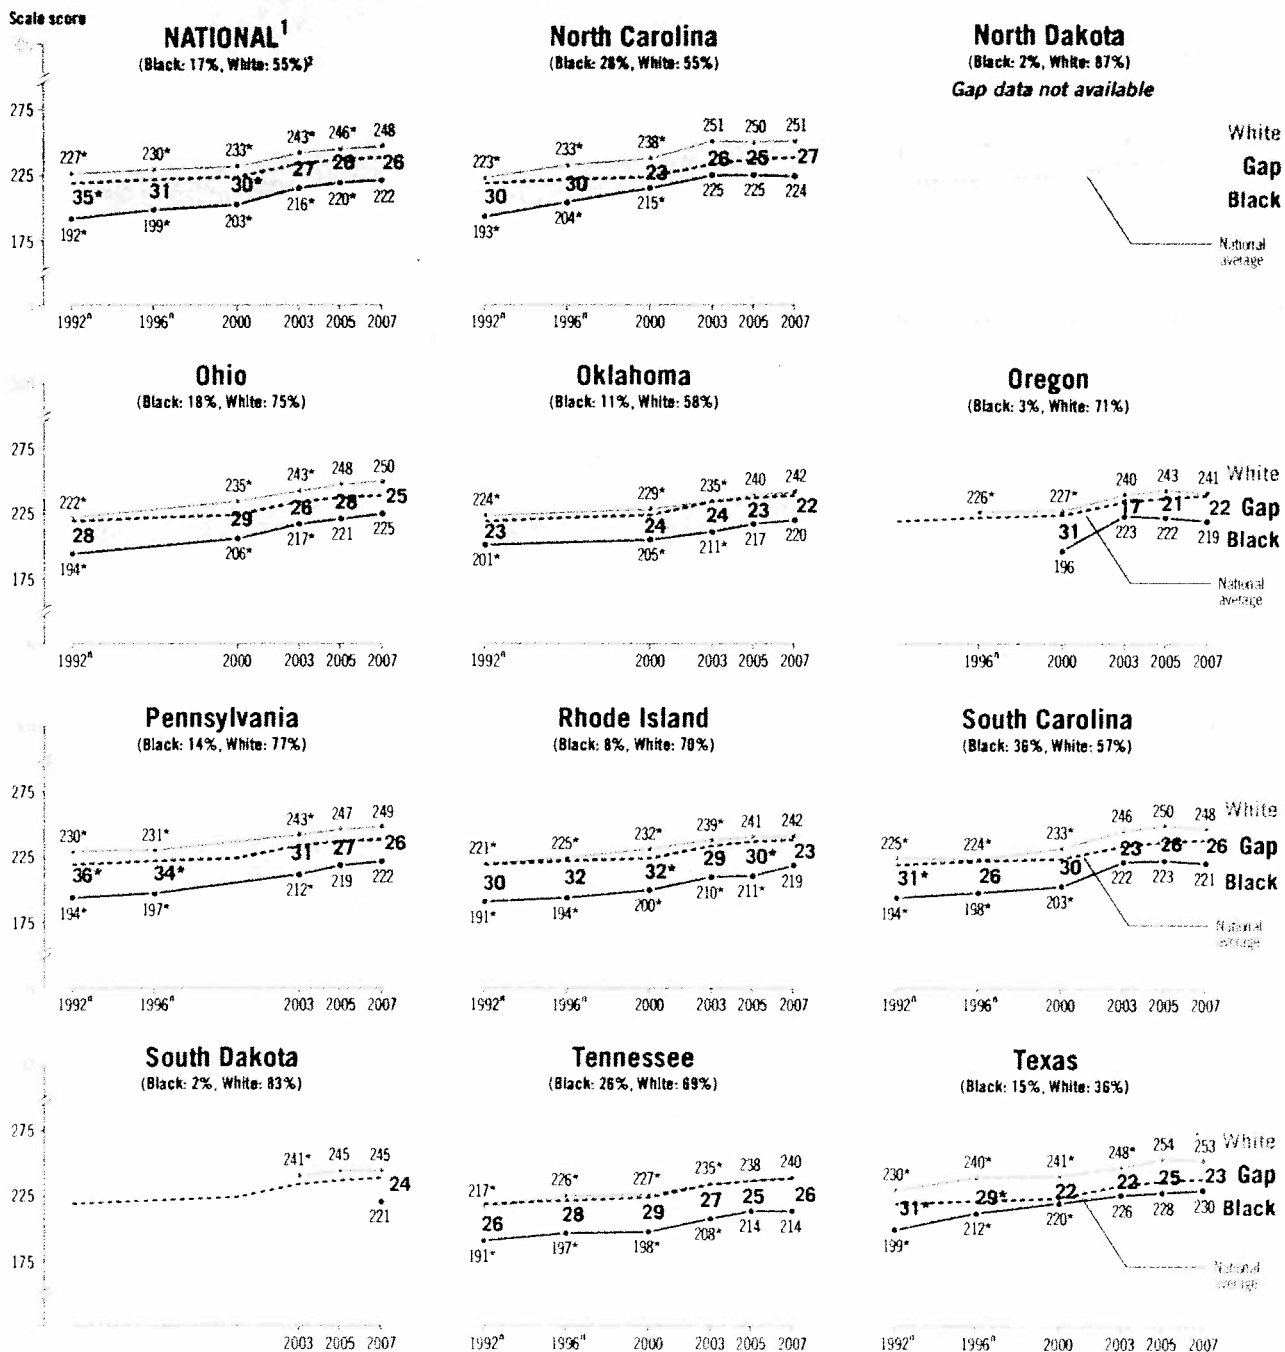 Scale score
NATIONAL¹
(Black: 17%, White: 55%)²
275
225
175
227* 230* 233* 243* 246* 248
35* 31 30* 27 26 26
192* 199* 203* 216* 220* 222
1992ⁿ 1996ⁿ 2000 2003 2005 2007
North Carolina
(Black: 28%, White: 55%)
223* 233* 238* 251 250 251
30 30 23 26 25 27
193* 204* 215* 225 225 224
1992ⁿ 1996ⁿ 2000 2003 2005 2007
North Dakota
(Black: 2%, White: 87%)
Gap data not available
White
Gap
Black
National
average
Ohio
(Black: 18%, White: 75%)
275
225
175
222* 235* 243* 248 250
28 29 26 28 25
194* 206* 217* 221 225
1992ⁿ 2000 2003 2005 2007
Oklahoma
(Black: 11%, White: 58%)
224* 229* 235* 240 242
23 24 24 23 22
201* 205* 211* 217 220
1992ⁿ 2000 2003 2005 2007
Oregon
(Black: 3%, White: 71%)
226* 227* 240 243 241 White
31 17 21 22 Gap
196 223 222 219 Black
National
average
1996ⁿ 2000 2003 2005 2007
Pennsylvania
(Black: 14%, White: 77%)
275
225
175
230* 231* 243* 247 249
36* 34* 31 27 26
194* 197* 212* 219 222
1992ⁿ 1996ⁿ 2003 2005 2007
Rhode Island
(Black: 8%, White: 70%)
221* 225* 232* 239* 241 242
30 32 32* 29 30* 23
191* 194* 200* 210* 211* 219
1992ⁿ 1996ⁿ 2000 2003 2005 2007
South Carolina
(Black: 36%, White: 57%)
225* 224* 233* 246 250 248 White
31* 26 30 23 26 26 Gap
194* 198* 203* 222 223 221 Black
National
average
1992ⁿ 1996ⁿ 2000 2003 2005 2007
South Dakota
(Black: 2%, White: 83%)
275
225
175
241* 245 245
24
221
2003 2005 2007
Tennessee
(Black: 26%, White: 69%)
217* 226* 227* 235* 238 240
26 28 29 27 25 26
191* 197* 198* 208* 214 214
1992ⁿ 1996ⁿ 2000 2003 2005 2007
Texas
(Black: 15%, White: 36%)
230* 240* 241* 248* 254 253 White
31* 29* 22 22 25 23 Gap
199* 212* 220* 226 228 230 Black
National
average
1992ⁿ 1996ⁿ 2000 2003 2005 2007